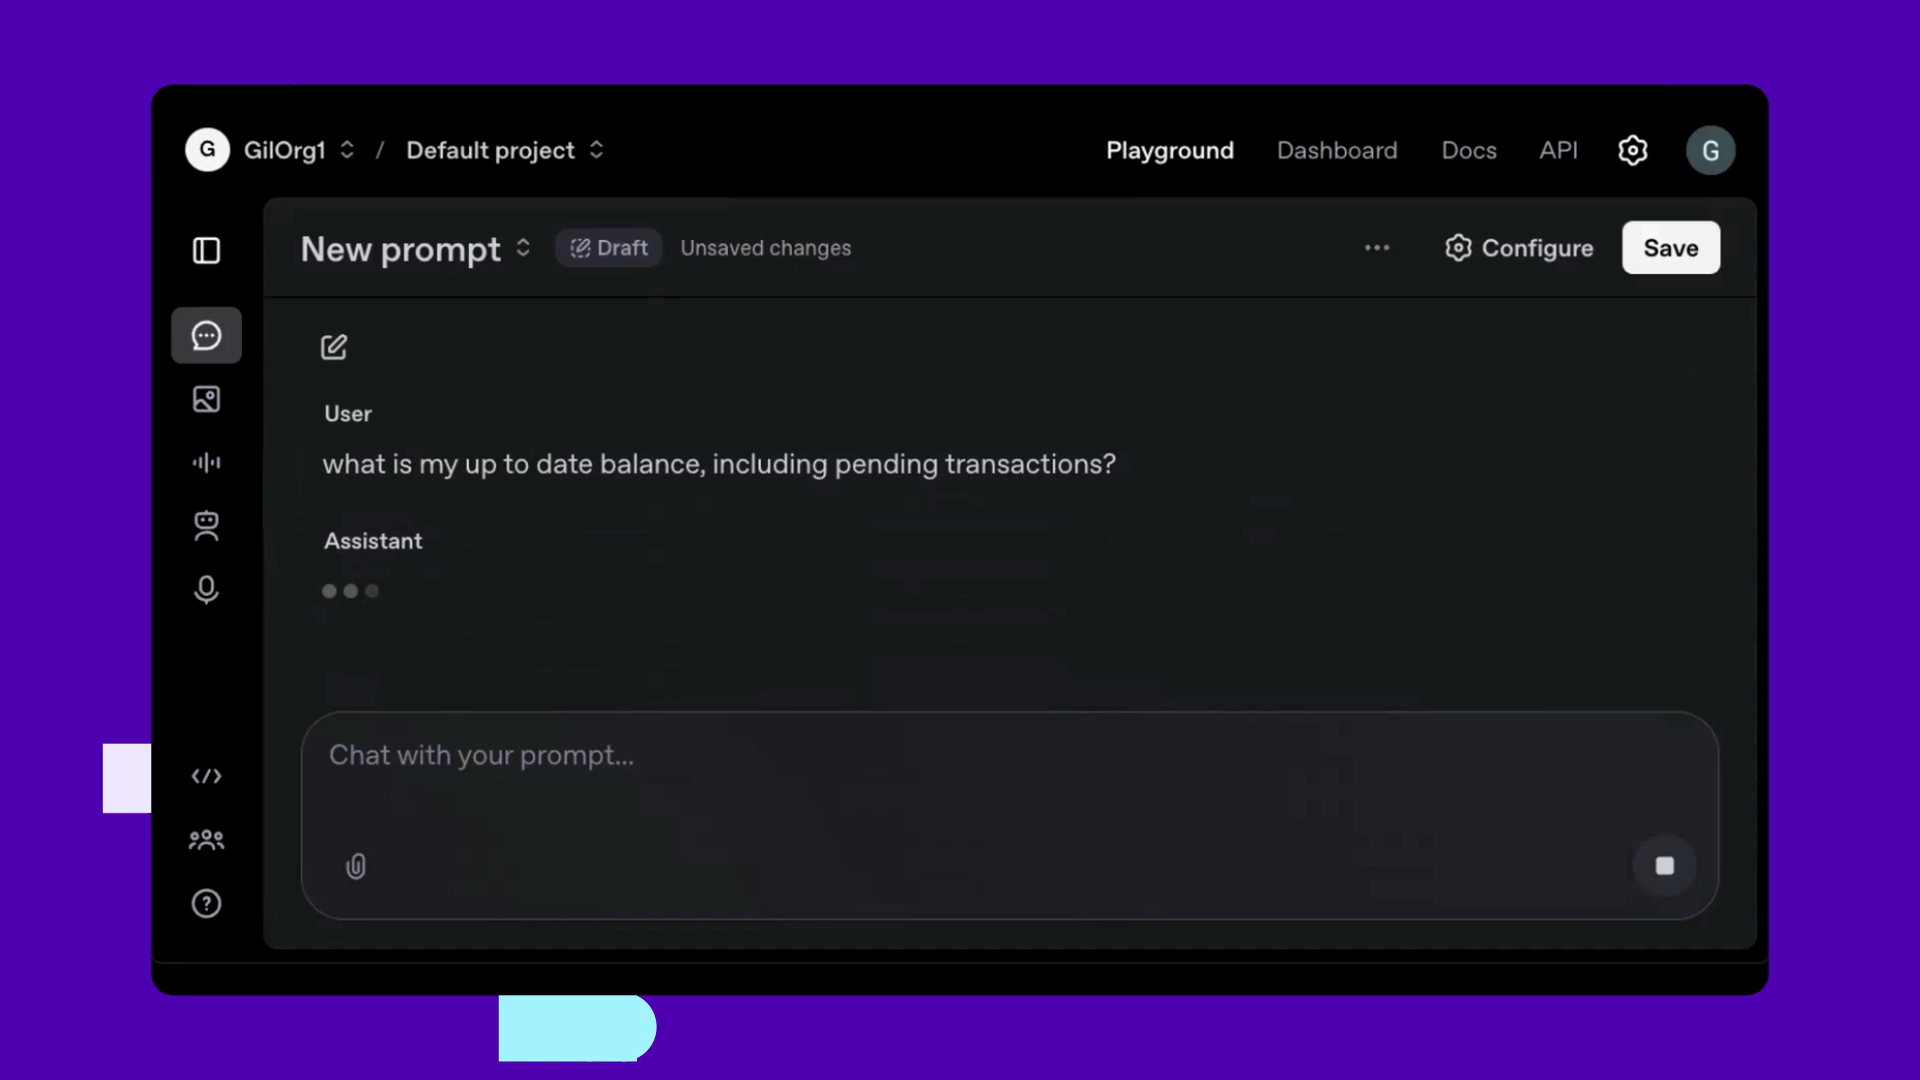 G GilOrg1 / Default project Playground Dashboard Docs API G
New prompt Draft Unsaved changes ... Configure Save
User
what is my up to date balance, including pending transactions?
Assistant
Chat with your prompt...